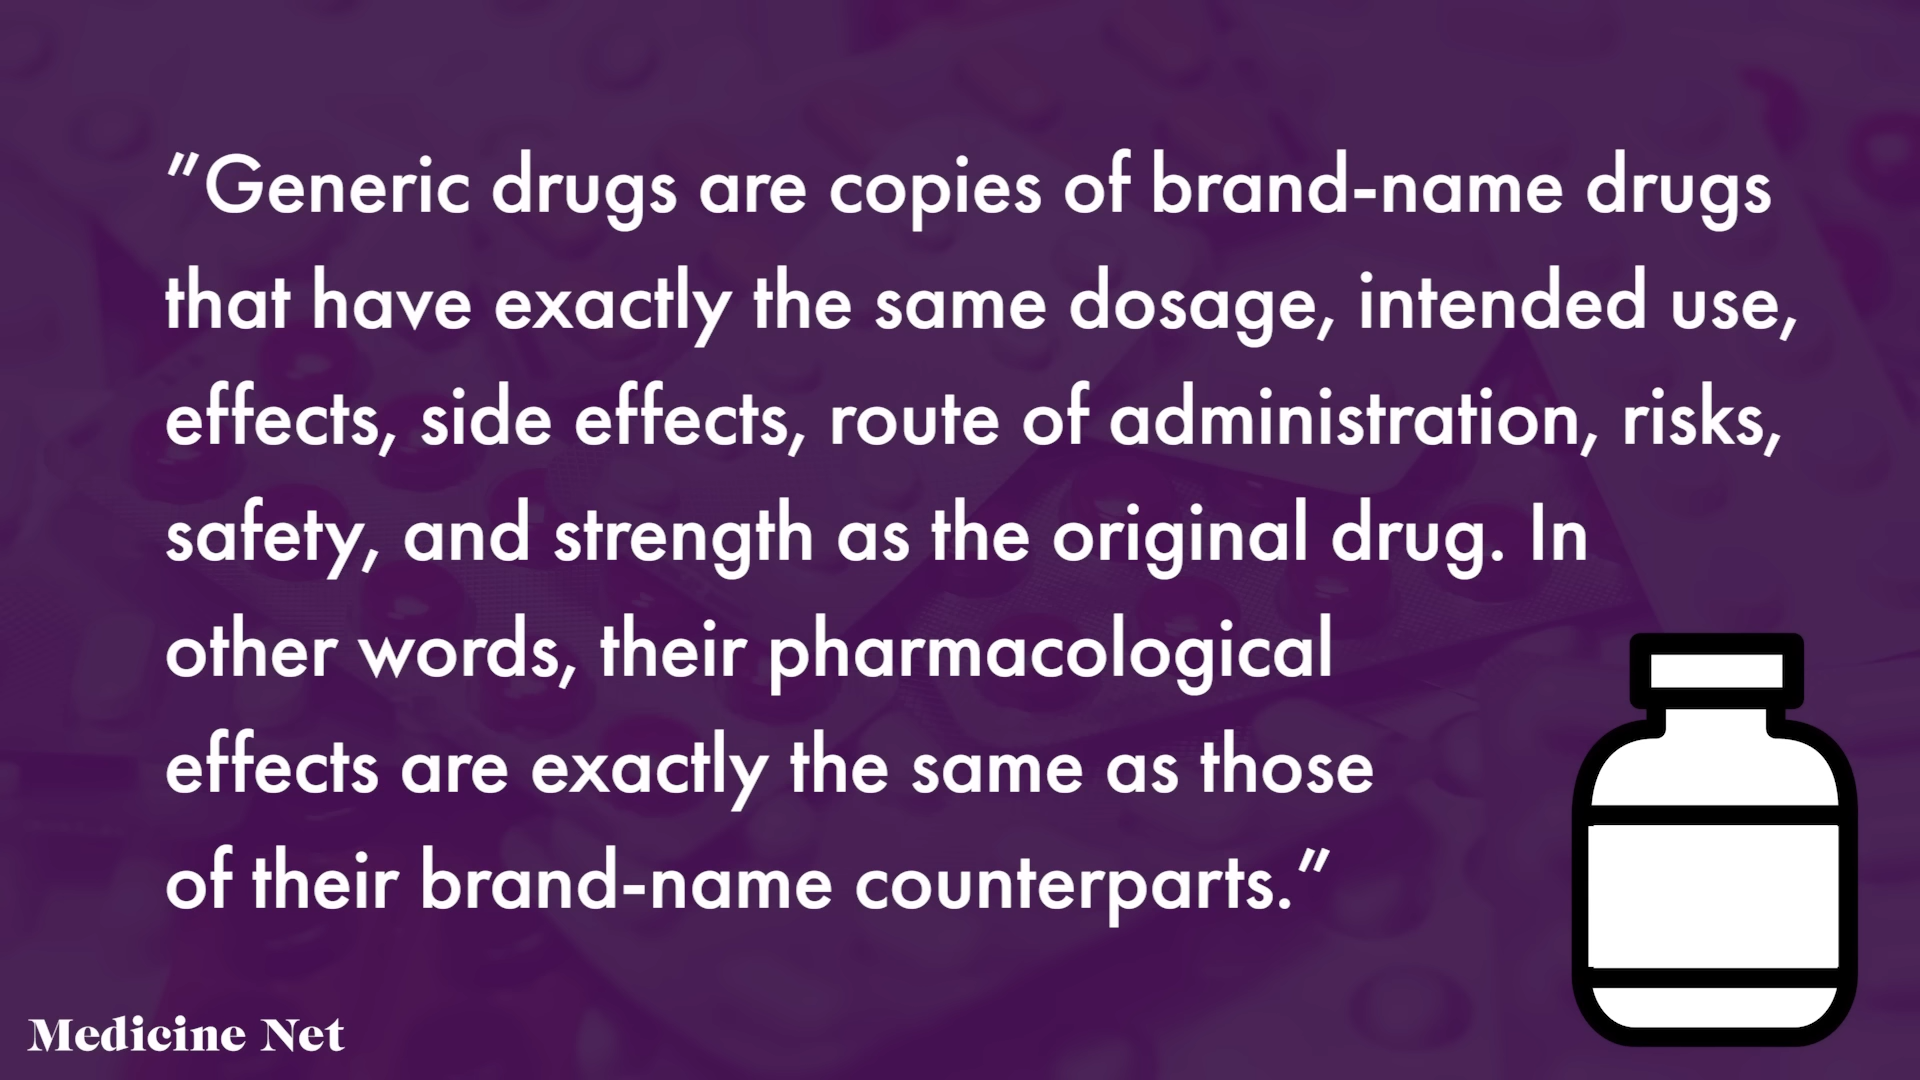 "Generic drugs are copies of brand-name drugs
that have exactly the same dosage, intended use,
effects, side effects, route of administration, risks,
safety, and strength as the original drug. In
other words, their pharmacological
effects are exactly the same as those
of their brand-name counterparts."
Medicine Net